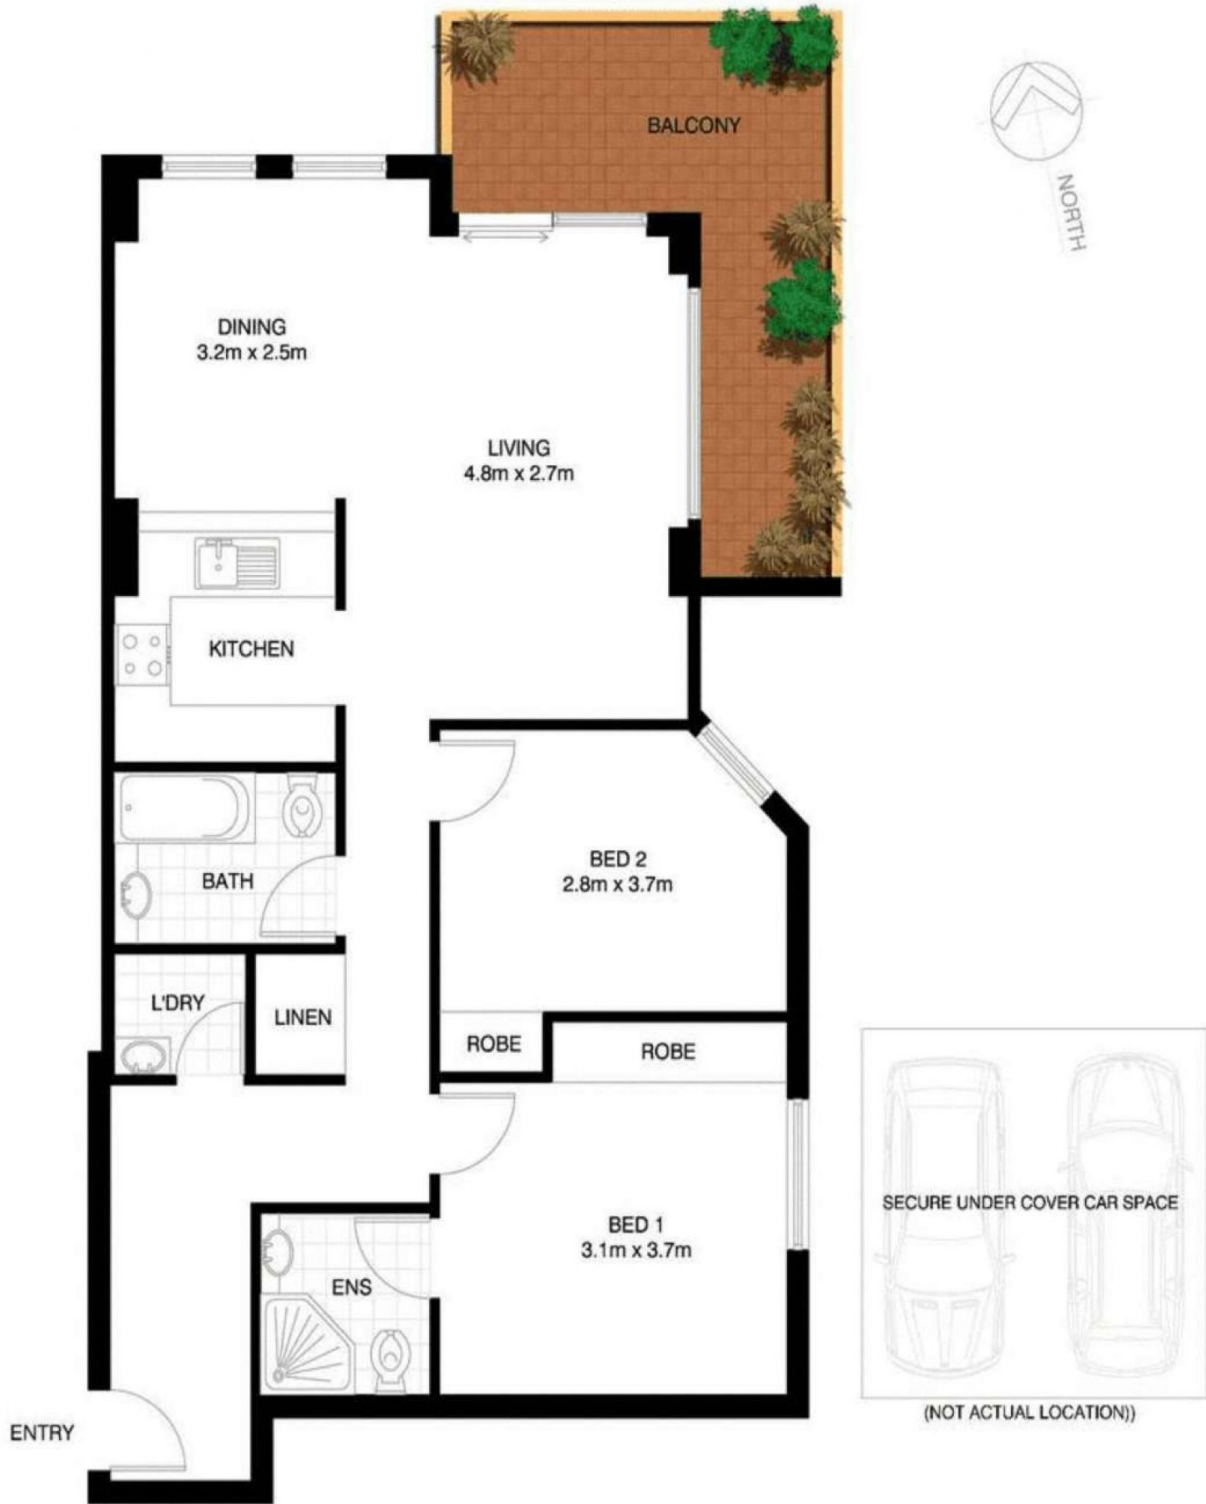 BALCONY
NORTH
DINING
3.2m x 2.5m
LIVING
4.8m x 2.7m
KITCHEN
BATH
BED 2
2.8m x 3.7m
L'DRY
LINEN
ROBE
ROBE
SECURE UNDER COVER CAR SPACE
BED 1
3.1m x 3.7m
ENS
(NOT ACTUAL LOCATION))
ENTRY